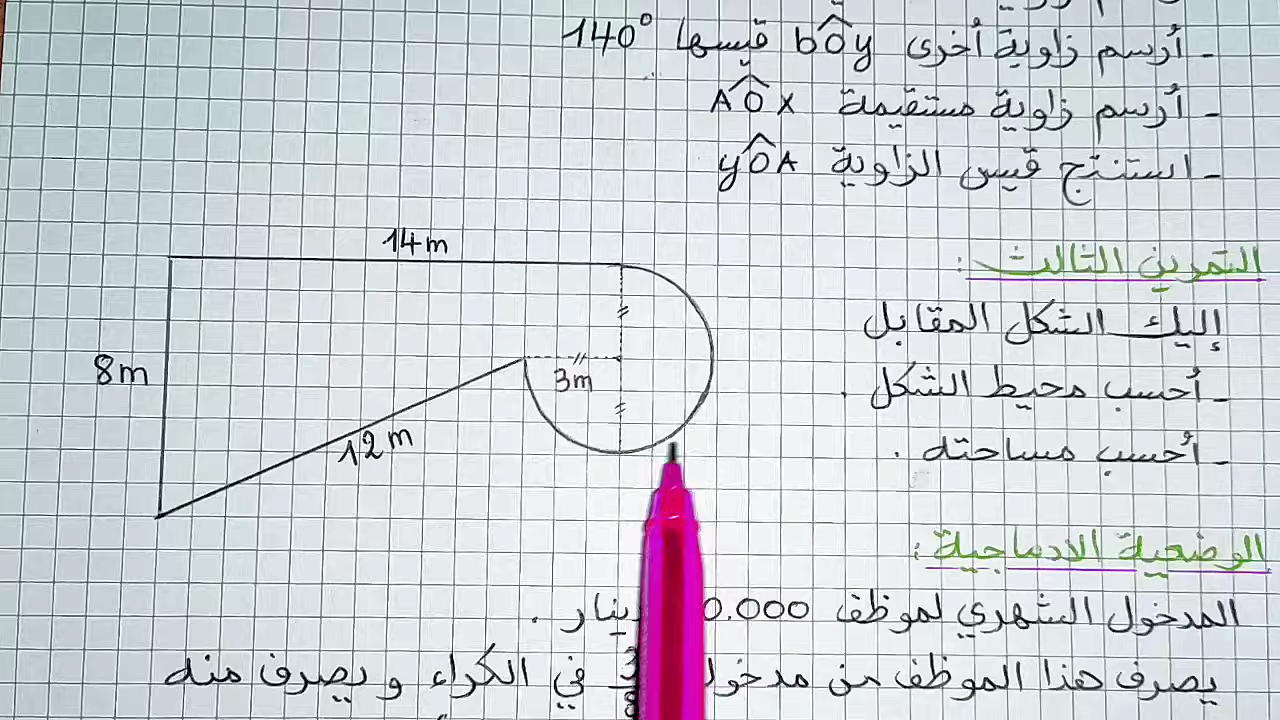 - أرسم زاوية أخرى bÔy قيسها 140°
- أرسم زاوية مستقيمة AÔx
- استنتج قيس الزاوية yÔA
التمرين الثالث :
إليك الشكل المقابل
- أحسب محيط الشكل .
- أحسب مساحته .
14m
8m
3m
12m
الوضعية الادماجية :
المدخول الشهري لموظف 0.000 دينار .
يصرف هذا الموظف من مدخوله في الكراء و يصرف منه